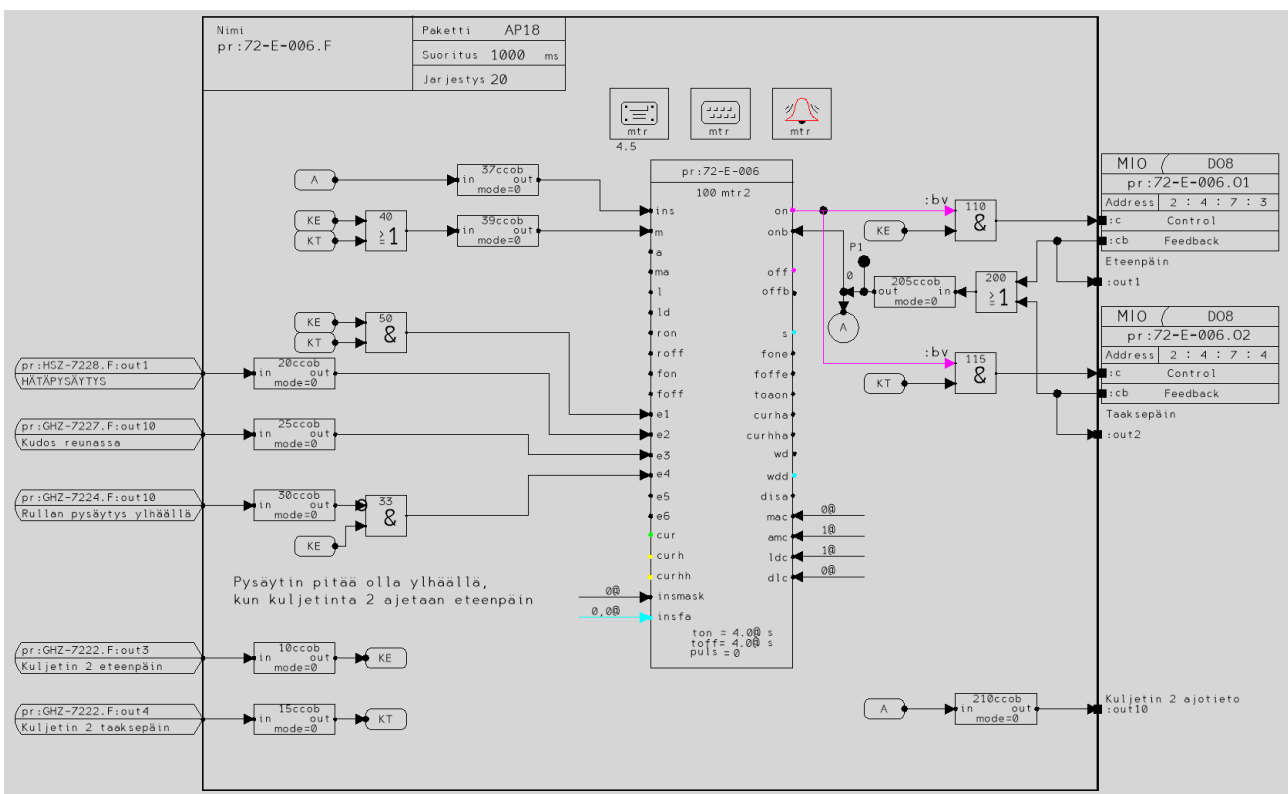 Nimi
pr:72-E-006.F
Paketti AP18
Suoritus 1000 ms
Jarjestys 20
mtr
4.5
mtr
mtr
pr:72-E-006
100 mtr2
ins
m
a
ma
l
ld
ron
roff
fon
foff
e1
e2
e3
e4
e5
e6
cur
curh
curhh
insmask
insfa
on
onb
off
offb
s
fone
foffe
toaon
curha
curhha
wd
wdd
disa
mac
amc
ldc
dlc
ton = 4.0@ s
toff= 4.0@ s
puls = 0
A
37ccob
in out
mode=0
KE
KT
40
≥1
39ccob
in out
mode=0
KE
KT
50
&
pr:HSZ-7228.F:out1
HÄTÄPYSÄYTYS
20ccob
in out
mode=0
pr:GHZ-7227.F:out10
Kudos reunassa
25ccob
in out
mode=0
pr:GHZ-7224.F:out10
Rullan pysäytys ylhäällä
30ccob
in out
mode=0
33
&
KE
Pysäytin pitää olla ylhäällä,
kun kuljetinta 2 ajetaan eteenpäin
0@
0,0@
pr:GHZ-7222.F:out3
Kuljetin 2 eteenpäin
10ccob
in out
mode=0
KE
pr:GHZ-7222.F:out4
Kuljetin 2 taaksepäin
15ccob
in out
mode=0
KT
:bv
110
&
KE
P1
0
205ccob
out in
mode=0
200
≥1
A
:bv
115
&
KT
0@
1@
1@
0@
MIO DO8
pr:72-E-006.O1
Address 2 : 4 : 7 : 3
:c Control
:cb Feedback
Eteenpäin
:out1
MIO DO8
pr:72-E-006.O2
Address 2 : 4 : 7 : 4
:c Control
:cb Feedback
Taaksepäin
:out2
A
210ccob
in out
mode=0
Kuljetin 2 ajotieto
:out10